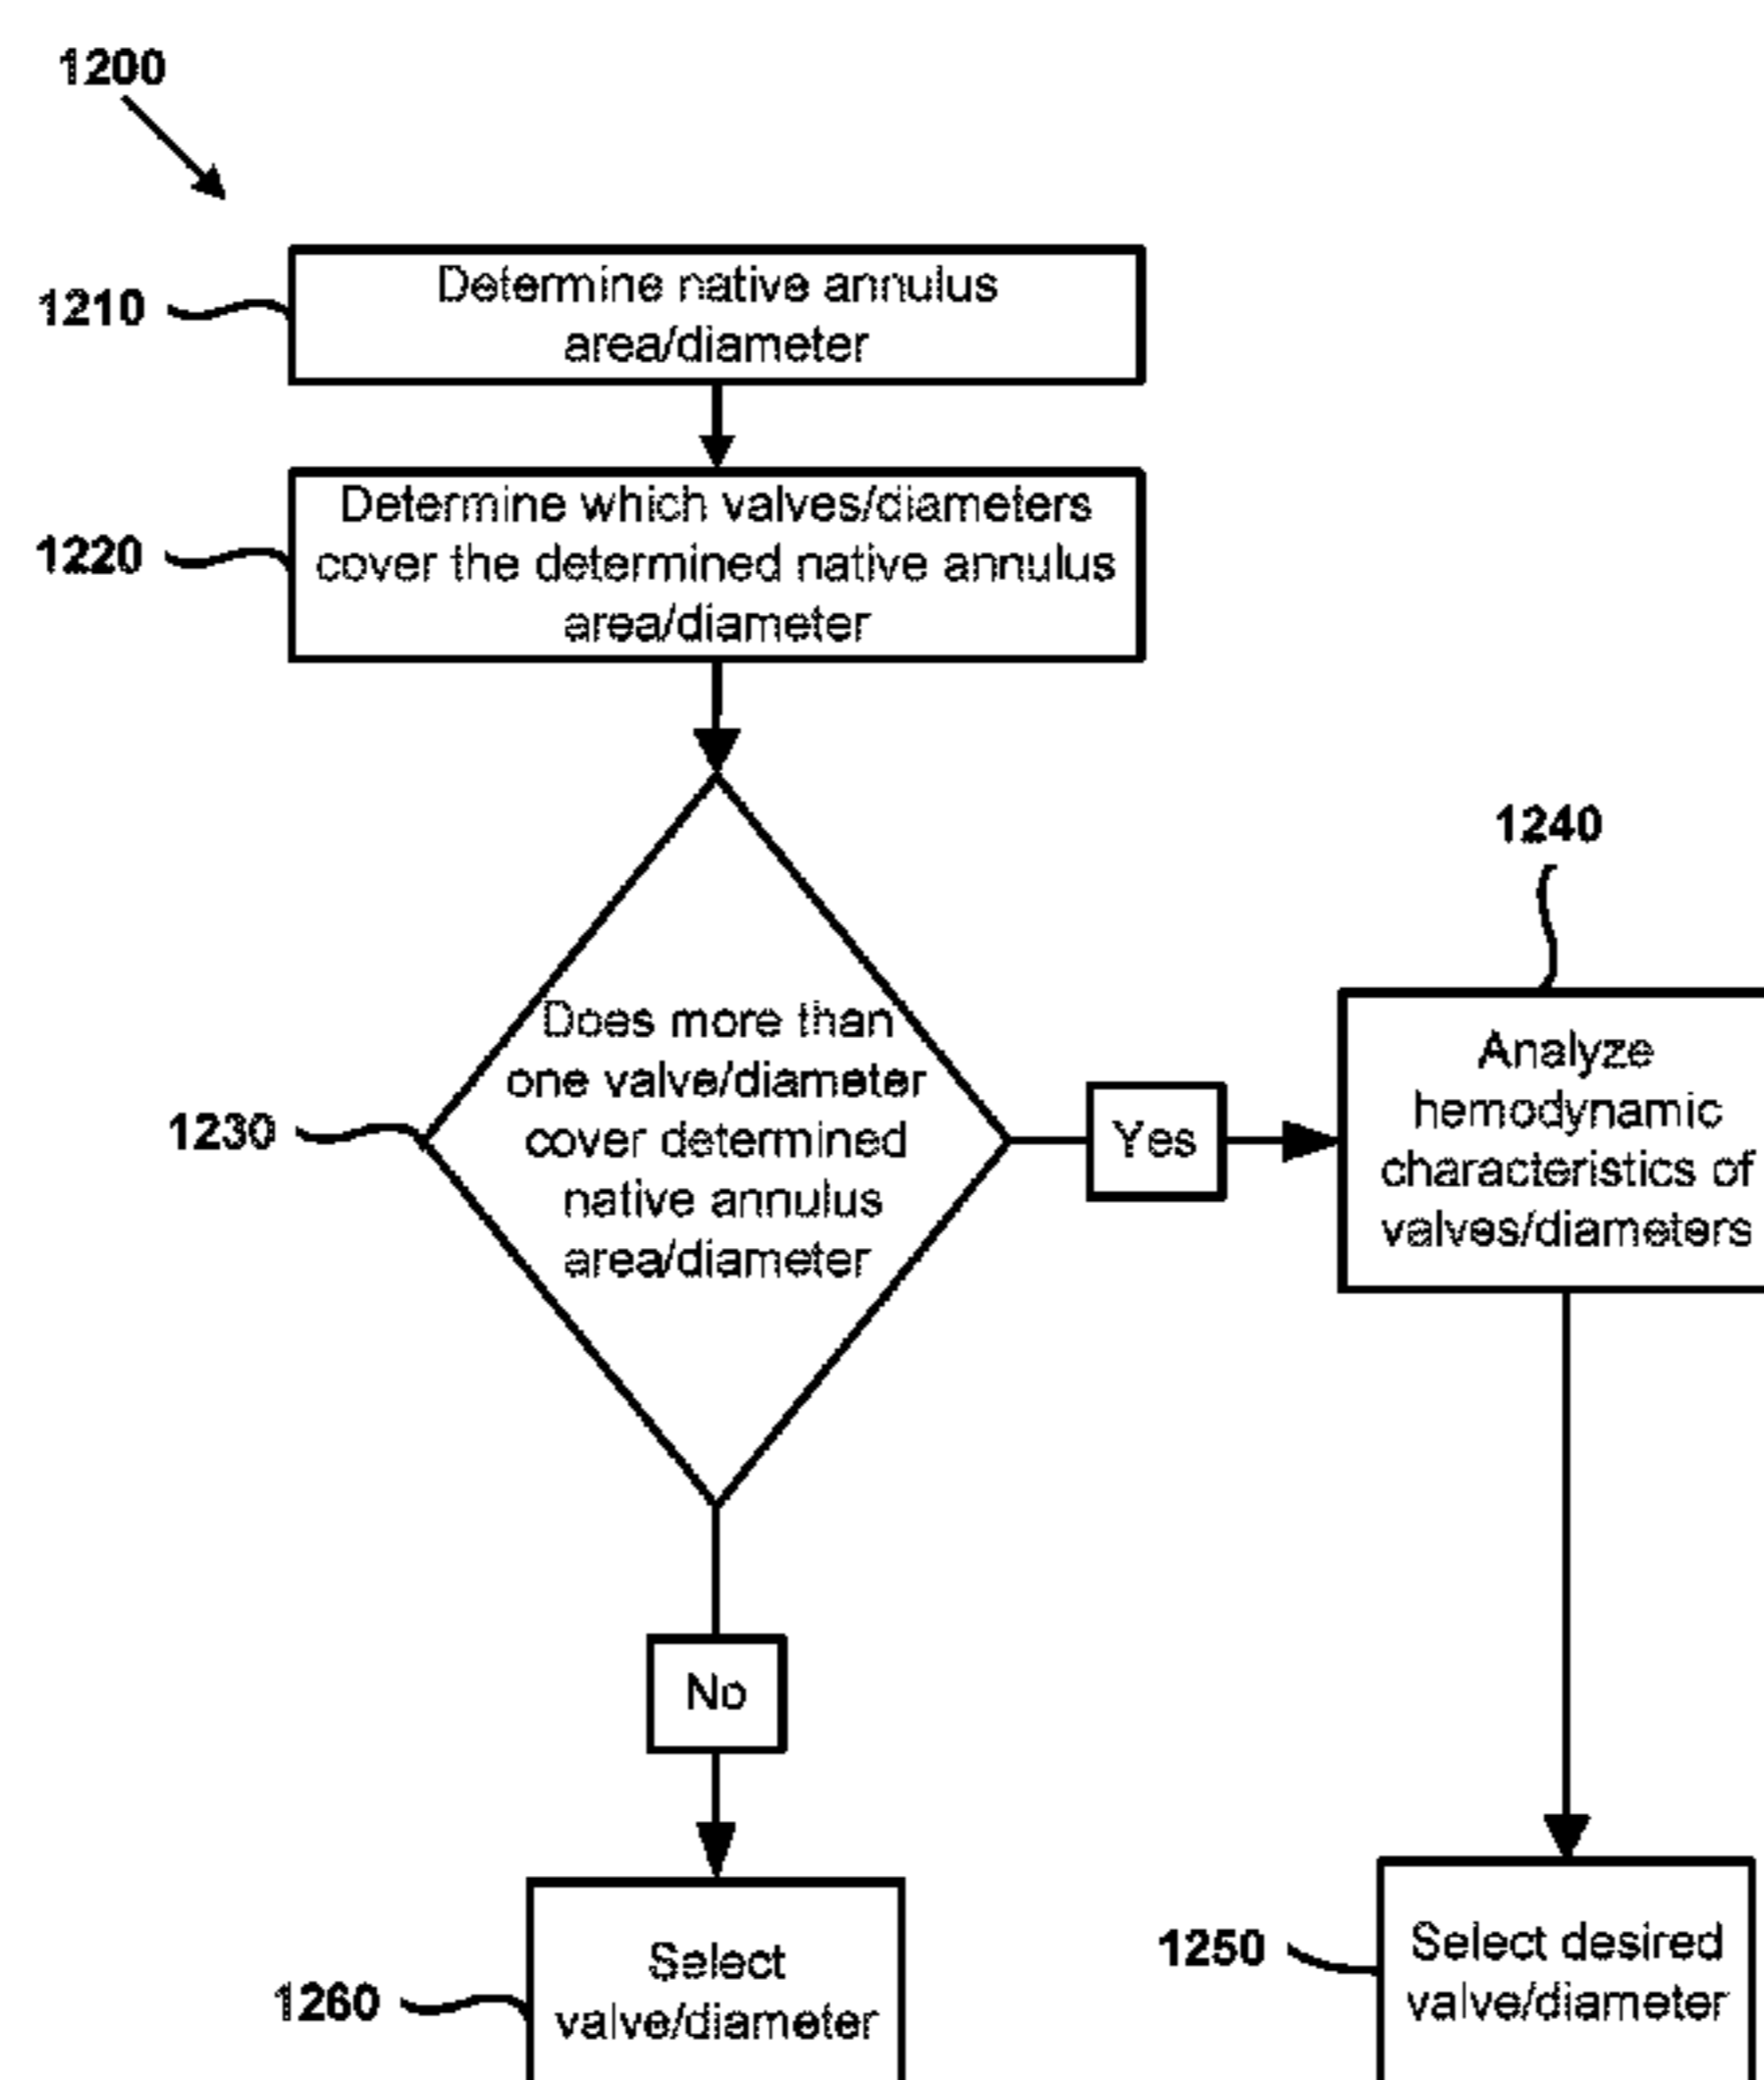 1200
1210
Determine native annulus
area/diameter
1220
Determine which valves/diameters
cover the determined native annulus
area/diameter
1230
Does more than
one valve/diameter
cover determined
native annulus
area/diameter
Yes
1240
Analyze
hemodynamic
characteristics of
valves/diameters
No
1260
Select
valve/diameter
1250
Select desired
valve/diameter